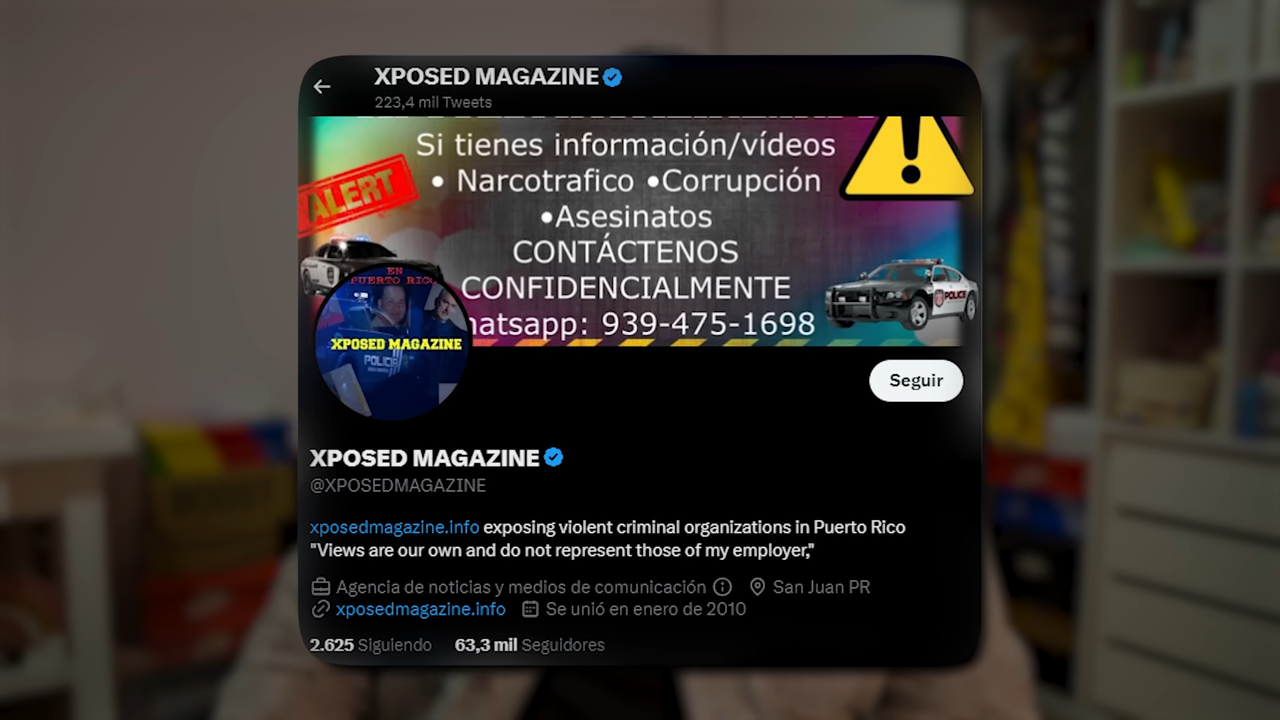 XPOSED MAGAZINE
223,4 mil Tweets
Si tienes información/vídeos
• Narcotrafico •Corrupción
•Asesinatos
CONTÁCTENOS
CONFIDENCIALMENTE
939-475-1698
ALERT
EN
PUERTO RICO
XPOSED MAGAZINE
POLICIA
POLICE
Seguir
XPOSED MAGAZINE
@XPOSEDMAGAZINE
xposedmagazine.info exposing violent criminal organizations in Puerto Rico
"Views are our own and do not represent those of my employer,"
Agencia de noticias y medios de comunicación San Juan PR
xposedmagazine.info Se unió en enero de 2010
2.625 Siguiendo 63,3 mil Seguidores